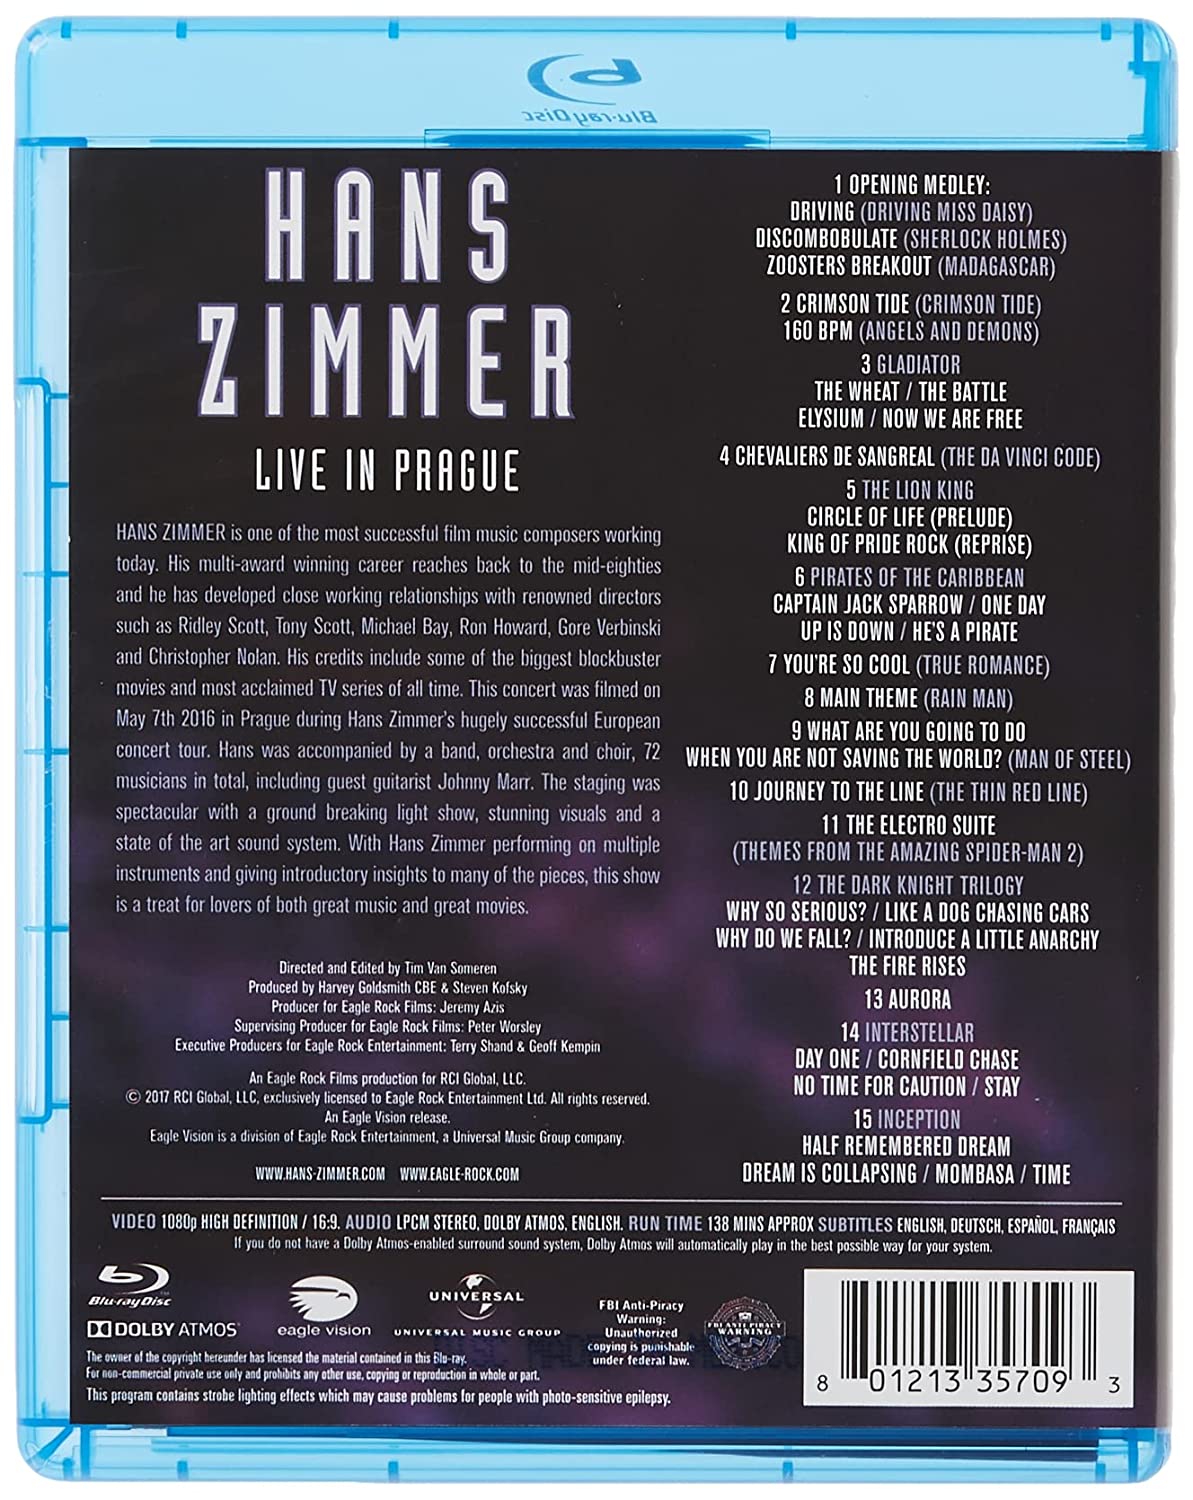 Blu-ray Disc
HANS
ZIMMER
LIVE IN PRAGUE
HANS ZIMMER is one of the most successful film music composers working
today. His multi-award winning career reaches back to the mid-eighties
and he has developed close working relationships with renowned directors
such as Ridley Scott, Tony Scott, Michael Bay, Ron Howard, Gore Verbinski
and Christopher Nolan. His credits include some of the biggest blockbuster
movies and most acclaimed TV series of all time. This concert was filmed on
May 7th 2016 in Prague during Hans Zimmer's hugely successful European
concert tour. Hans was accompanied by a band, orchestra and choir, 72
musicians in total, including guest guitarist Johnny Marr. The staging was
spectacular with a ground breaking light show, stunning visuals and a
state of the art sound system. With Hans Zimmer performing on multiple
instruments and giving introductory insights to many of the pieces, this show
is a treat for lovers of both great music and great movies.
Directed and Edited by Tim Van Someren
Produced by Harvey Goldsmith CBE & Steven Kofsky
Producer for Eagle Rock Films: Jeremy Azis
Supervising Producer for Eagle Rock Films: Peter Worsley
Executive Producers for Eagle Rock Entertainment: Terry Shand & Geoff Kempin
An Eagle Rock Films production for RCI Global, LLC.
© 2017 RCI Global, LLC, exclusively licensed to Eagle Rock Entertainment Ltd. All rights reserved.
An Eagle Vision release.
Eagle Vision is a division of Eagle Rock Entertainment, a Universal Music Group company.
WWW.HANS-ZIMMER.COM WWW.EAGLE-ROCK.COM
1 OPENING MEDLEY:
DRIVING (DRIVING MISS DAISY)
DISCOMBOBULATE (SHERLOCK HOLMES)
ZOOSTERS BREAKOUT (MADAGASCAR)
2 CRIMSON TIDE (CRIMSON TIDE)
160 BPM (ANGELS AND DEMONS)
3 GLADIATOR
THE WHEAT / THE BATTLE
ELYSIUM / NOW WE ARE FREE
4 CHEVALIERS DE SANGREAL (THE DA VINCI CODE)
5 THE LION KING
CIRCLE OF LIFE (PRELUDE)
KING OF PRIDE ROCK (REPRISE)
6 PIRATES OF THE CARIBBEAN
CAPTAIN JACK SPARROW / ONE DAY
UP IS DOWN / HE'S A PIRATE
7 YOU'RE SO COOL (TRUE ROMANCE)
8 MAIN THEME (RAIN MAN)
9 WHAT ARE YOU GOING TO DO
WHEN YOU ARE NOT SAVING THE WORLD? (MAN OF STEEL)
10 JOURNEY TO THE LINE (THE THIN RED LINE)
11 THE ELECTRO SUITE
(THEMES FROM THE AMAZING SPIDER-MAN 2)
12 THE DARK KNIGHT TRILOGY
WHY SO SERIOUS? / LIKE A DOG CHASING CARS
WHY DO WE FALL? / INTRODUCE A LITTLE ANARCHY
THE FIRE RISES
13 AURORA
14 INTERSTELLAR
DAY ONE / CORNFIELD CHASE
NO TIME FOR CAUTION / STAY
15 INCEPTION
HALF REMEMBERED DREAM
DREAM IS COLLAPSING / MOMBASA / TIME
VIDEO 1080p HIGH DEFINITION / 16:9. AUDIO LPCM STEREO, DOLBY ATMOS, ENGLISH. RUN TIME 138 MINS APPROX SUBTITLES ENGLISH, DEUTSCH, ESPAÑOL, FRANÇAIS
If you do not have a Dolby Atmos-enabled surround sound system, Dolby Atmos will automatically play in the best possible way for your system.
Blu-ray Disc™
DOLBY ATMOS®
eagle vision
UNIVERSAL
UNIVERSAL MUSIC GROUP
FBI Anti-Piracy
Warning:
Unauthorized
copying is punishable
under federal law.
FBI ANTI-PIRACY
WARNING
The owner of the copyright hereunder has licensed the material contained in this Blu-ray.
For non-commercial private use only and prohibits any other use, copying or reproduction in whole or part.
This program contains strobe lighting effects which may cause problems for people with photo-sensitive epilepsy.
8 01213 35709 3